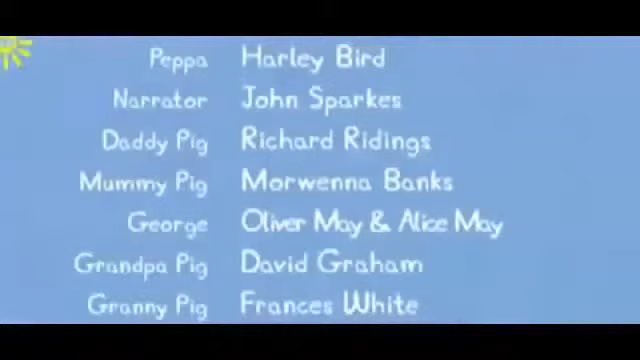 Peppa Harley Bird
Narrator John Sparkes
Daddy Pig Richard Ridings
Mummy Pig Morwenna Banks
George Oliver May & Alice May
Grandpa Pig David Graham
Granny Pig Frances White